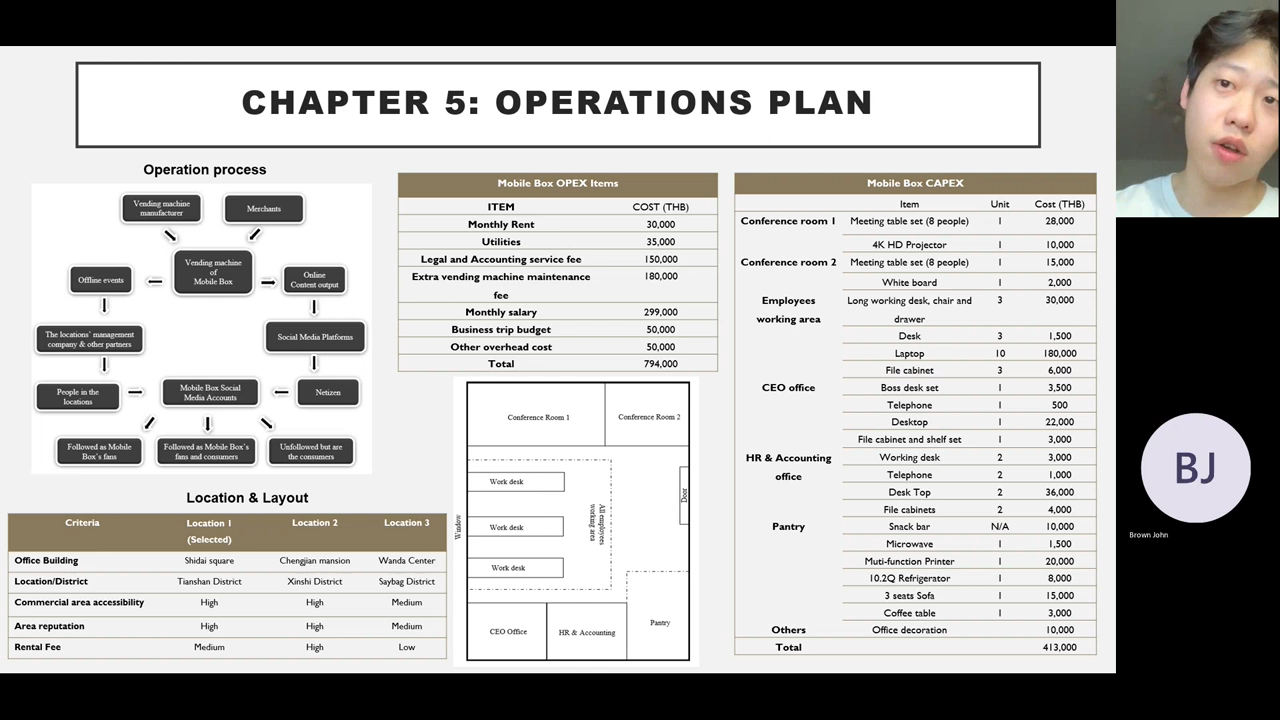 CHAPTER 5: OPERATIONS PLAN
Operation process
Vending machine
manufacturer
Merchants
Vending machine
of
Mobile Box
Offline events
Online
Content output
The locations' management
company & other partners
Social Media Platforms
People in the
locations
Mobile Box Social
Media Accounts
Netizen
Followed as Mobile
Box's fans
Followed as Mobile Box's
fans and consumers
Unfollowed but are
the consumers
Location & Layout
Criteria Location 1 Location 2 Location 3
(Selected)
Office Building Shidai square Chengjian mansion Wanda Center
Location/District Tianshan District Xinshi District Saybag District
Commercial area accessibility High High Medium
Area reputation High High Medium
Rental Fee Medium High Low
Mobile Box OPEX Items
ITEM COST (THB)
Monthly Rent 30,000
Utilities 35,000
Legal and Accounting service fee 150,000
Extra vending machine maintenance 180,000
fee
Monthly salary 299,000
Business trip budget 50,000
Other overhead cost 50,000
Total 794,000
Conference Room 1
Conference Room 2
Work desk
Work desk
Work desk
Window
All employees
working area
Door
CEO Office
HR & Accounting
Pantry
Mobile Box CAPEX
Item Unit Cost (THB)
Conference room 1 Meeting table set (8 people) 1 28,000
4K HD Projector 1 10,000
Conference room 2 Meeting table set (8 people) 1 15,000
White board 1 2,000
Employees Long working desk, chair and 3 30,000
working area drawer
Desk 3 1,500
Laptop 10 180,000
File cabinet 3 6,000
CEO office Boss desk set 1 3,500
Telephone 1 500
Desktop 1 22,000
File cabinet and shelf set 1 3,000
HR & Accounting Working desk 2 3,000
office Telephone 2 1,000
Desk Top 2 36,000
File cabinets 2 4,000
Pantry Snack bar N/A 10,000
Microwave 1 1,500
Muti-function Printer 1 20,000
10.2Q Refrigerator 1 8,000
3 seats Sofa 1 15,000
Coffee table 1 3,000
Others Office decoration 10,000
Total 413,000
BJ
Brown John